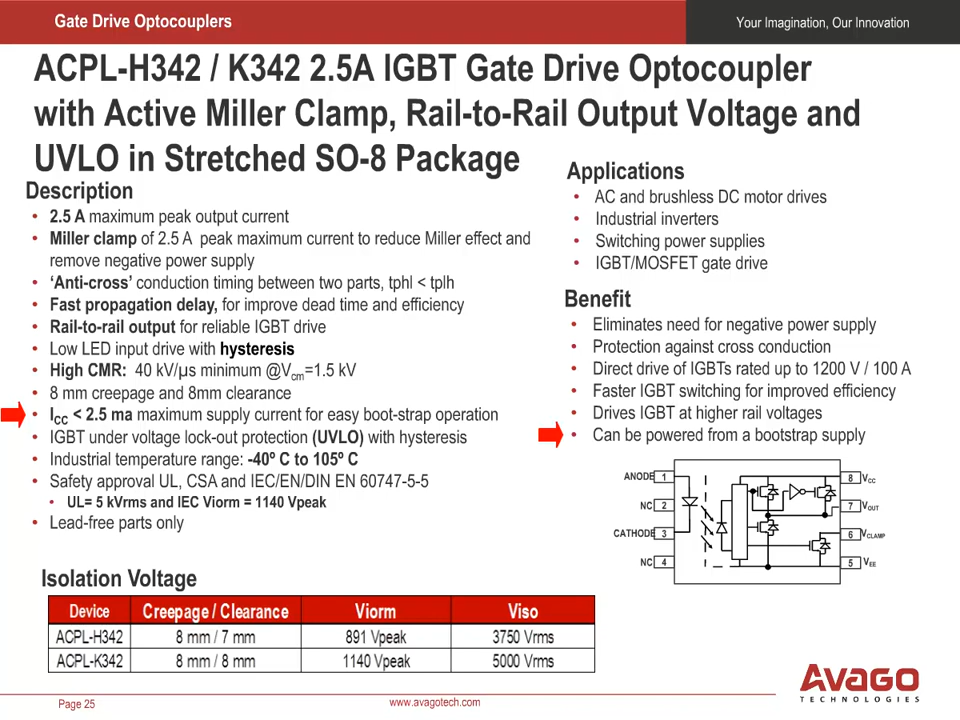 Gate Drive Optocouplers
Your Imagination, Our Innovation
ACPL-H342 / K342 2.5A IGBT Gate Drive Optocoupler
with Active Miller Clamp, Rail-to-Rail Output Voltage and
UVLO in Stretched SO-8 Package
Description
• 2.5 A maximum peak output current
• Miller clamp of 2.5 A peak maximum current to reduce Miller effect and
remove negative power supply
• ‘Anti-cross’ conduction timing between two parts, tphl < tplh
• Fast propagation delay, for improve dead time and efficiency
• Rail-to-rail output for reliable IGBT drive
• Low LED input drive with hysteresis
• High CMR: 40 kV/µs minimum @Vcm=1.5 kV
• 8 mm creepage and 8mm clearance
• ICC < 2.5 ma maximum supply current for easy boot-strap operation
• IGBT under voltage lock-out protection (UVLO) with hysteresis
• Industrial temperature range: -40º C to 105º C
• Safety approval UL, CSA and IEC/EN/DIN EN 60747-5-5
• UL= 5 kVrms and IEC Viorm = 1140 Vpeak
• Lead-free parts only
Applications
• AC and brushless DC motor drives
• Industrial inverters
• Switching power supplies
• IGBT/MOSFET gate drive
Benefit
• Eliminates need for negative power supply
• Protection against cross conduction
• Direct drive of IGBTs rated up to 1200 V / 100 A
• Faster IGBT switching for improved efficiency
• Drives IGBT at higher rail voltages
• Can be powered from a bootstrap supply
ANODE 1 8 VCC
NC 2 7 VOUT
CATHODE 3 6 VCLAMP
NC 4 5 VEE
Isolation Voltage
Device Creepage / Clearance Viorm Viso
ACPL-H342 8 mm / 7 mm 891 Vpeak 3750 Vrms
ACPL-K342 8 mm / 8 mm 1140 Vpeak 5000 Vrms
AVAGO
TECHNOLOGIES
Page 25
www.avagotech.com